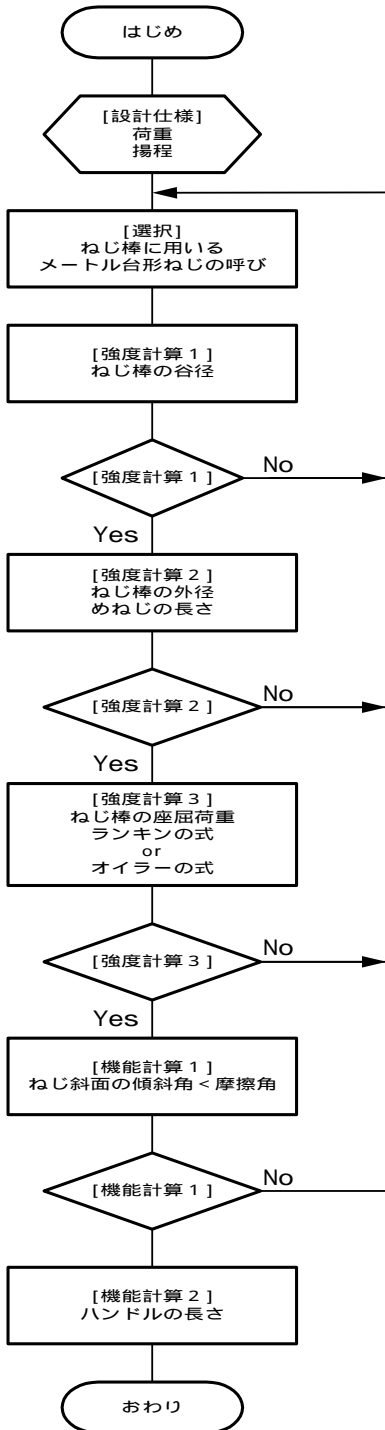 はじめ
[設計仕様]
荷重
揚程
[選択]
ねじ棒に用いる
メートル台形ねじの呼び
[強度計算1]
ねじ棒の谷径
[強度計算1]
No
Yes
[強度計算2]
ねじ棒の外径
めねじの長さ
[強度計算2]
No
Yes
[強度計算3]
ねじ棒の座屈荷重
ランキンの式
or
オイラーの式
[強度計算3]
No
Yes
[機能計算1]
ねじ斜面の傾斜角<摩擦角
[機能計算1]
No
[機能計算2]
ハンドルの長さ
おわり